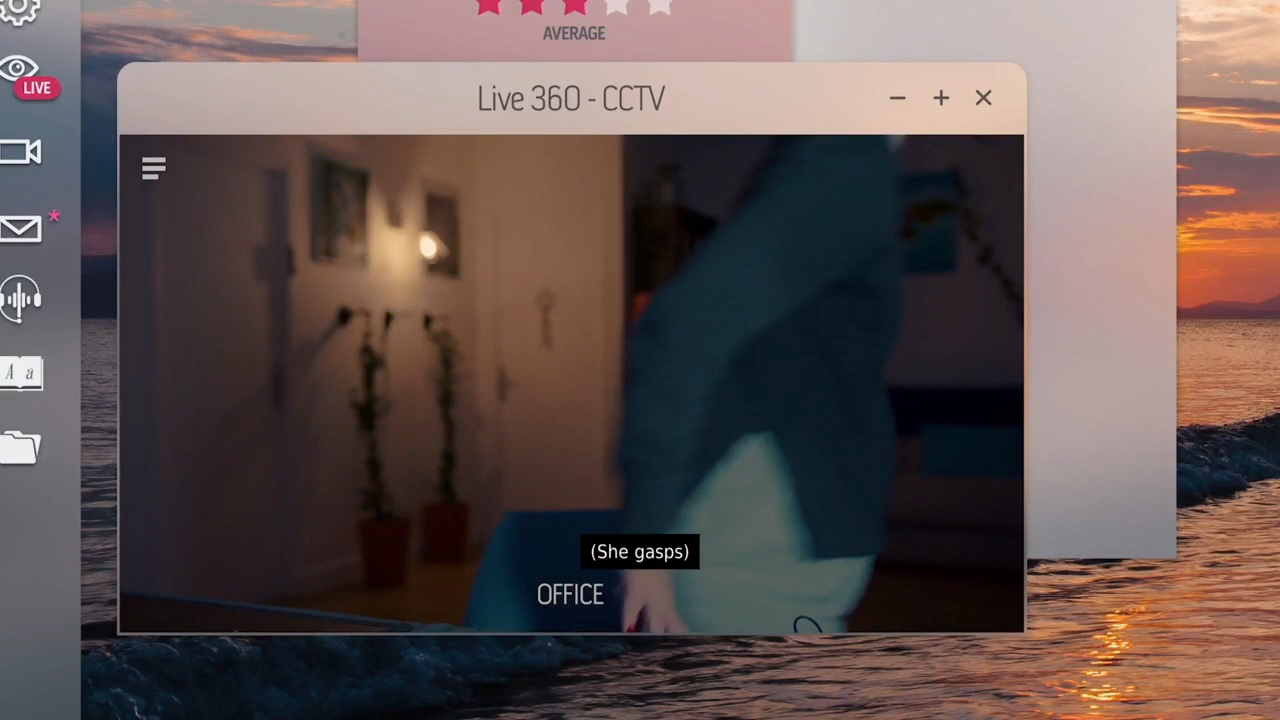 AVERAGE
Live 360 - CCTV
LIVE
A a
(She gasps)
OFFICE